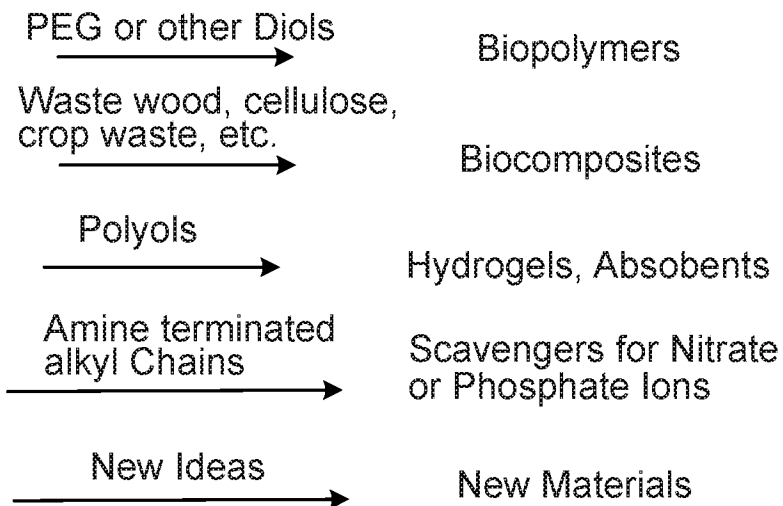 PEG or other Diols
Biopolymers
Waste wood, cellulose,
crop waste, etc.
Biocomposites
Polyols
Hydrogels, Absobents
Amine terminated
alkyl Chains
Scavengers for Nitrate
or Phosphate Ions
New Ideas
New Materials